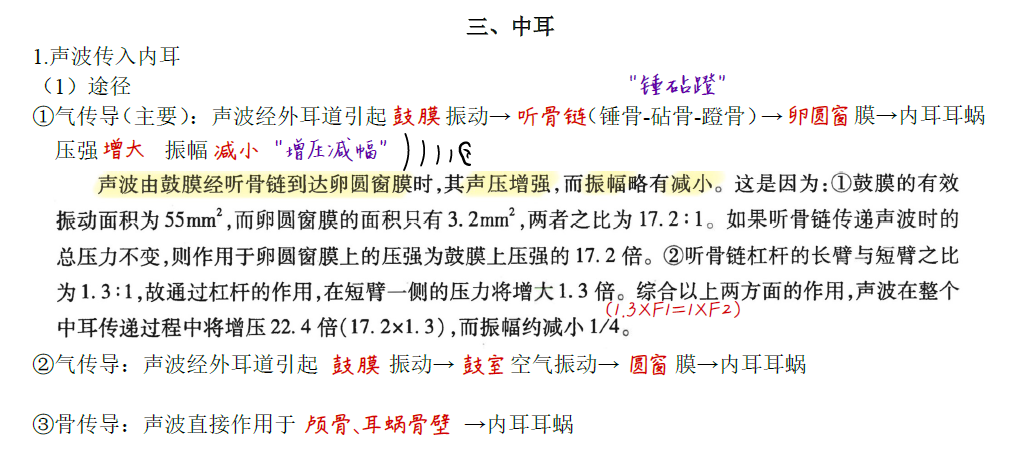 三、中耳
1.声波传入内耳
（1）途径
"锤砧蹬"
①气传导（主要）：声波经外耳道引起 鼓膜 振动→ 听骨链（锤骨-砧骨-蹬骨）→ 卵圆窗 膜→内耳耳蜗
压强 增大 振幅 减小 "增压减幅"
声波由鼓膜经听骨链到达卵圆窗膜时，其声压增强，而振幅略有减小。这是因为：①鼓膜的有效
振动面积为55mm²，而卵圆窗膜的面积只有3.2mm²，两者之比为17.2∶1。如果听骨链传递声波时的
总压力不变，则作用于卵圆窗膜上的压强为鼓膜上压强的17.2倍。②听骨链杠杆的长臂与短臂之比
为1.3∶1，故通过杠杆的作用，在短臂一侧的压力将增大1.3倍。综合以上两方面的作用，声波在整个
(1.3×F1=1×F2)
中耳传递过程中将增压22.4倍（17.2×1.3），而振幅约减小1/4。
②气传导：声波经外耳道引起 鼓膜 振动→ 鼓室 空气振动→ 圆窗 膜→内耳耳蜗
③骨传导：声波直接作用于 颅骨、耳蜗骨壁 →内耳耳蜗